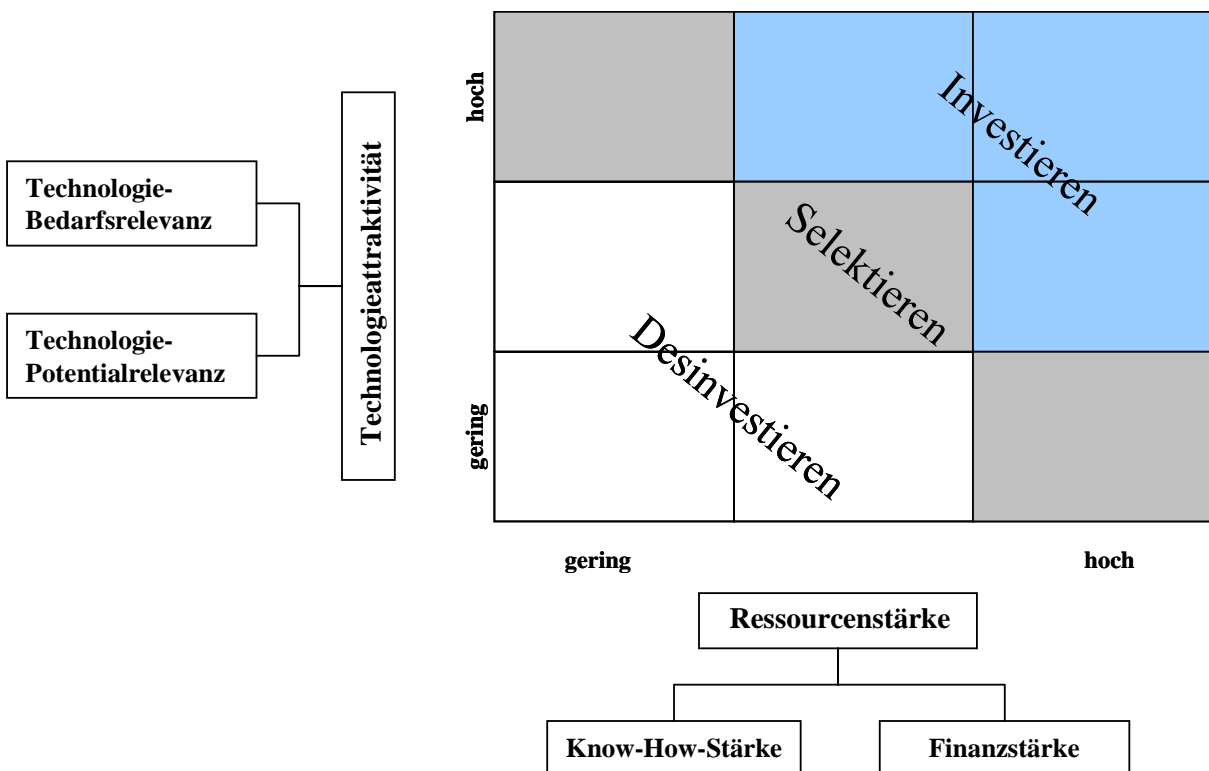 hoch
Investieren
Technologie-
Bedarfsrelevanz
Technologieattraktivität
Selektieren
Technologie-
Potentialrelevanz
Desinvestieren
gering
gering
hoch
Ressourcenstärke
Know-How-Stärke
Finanzstärke